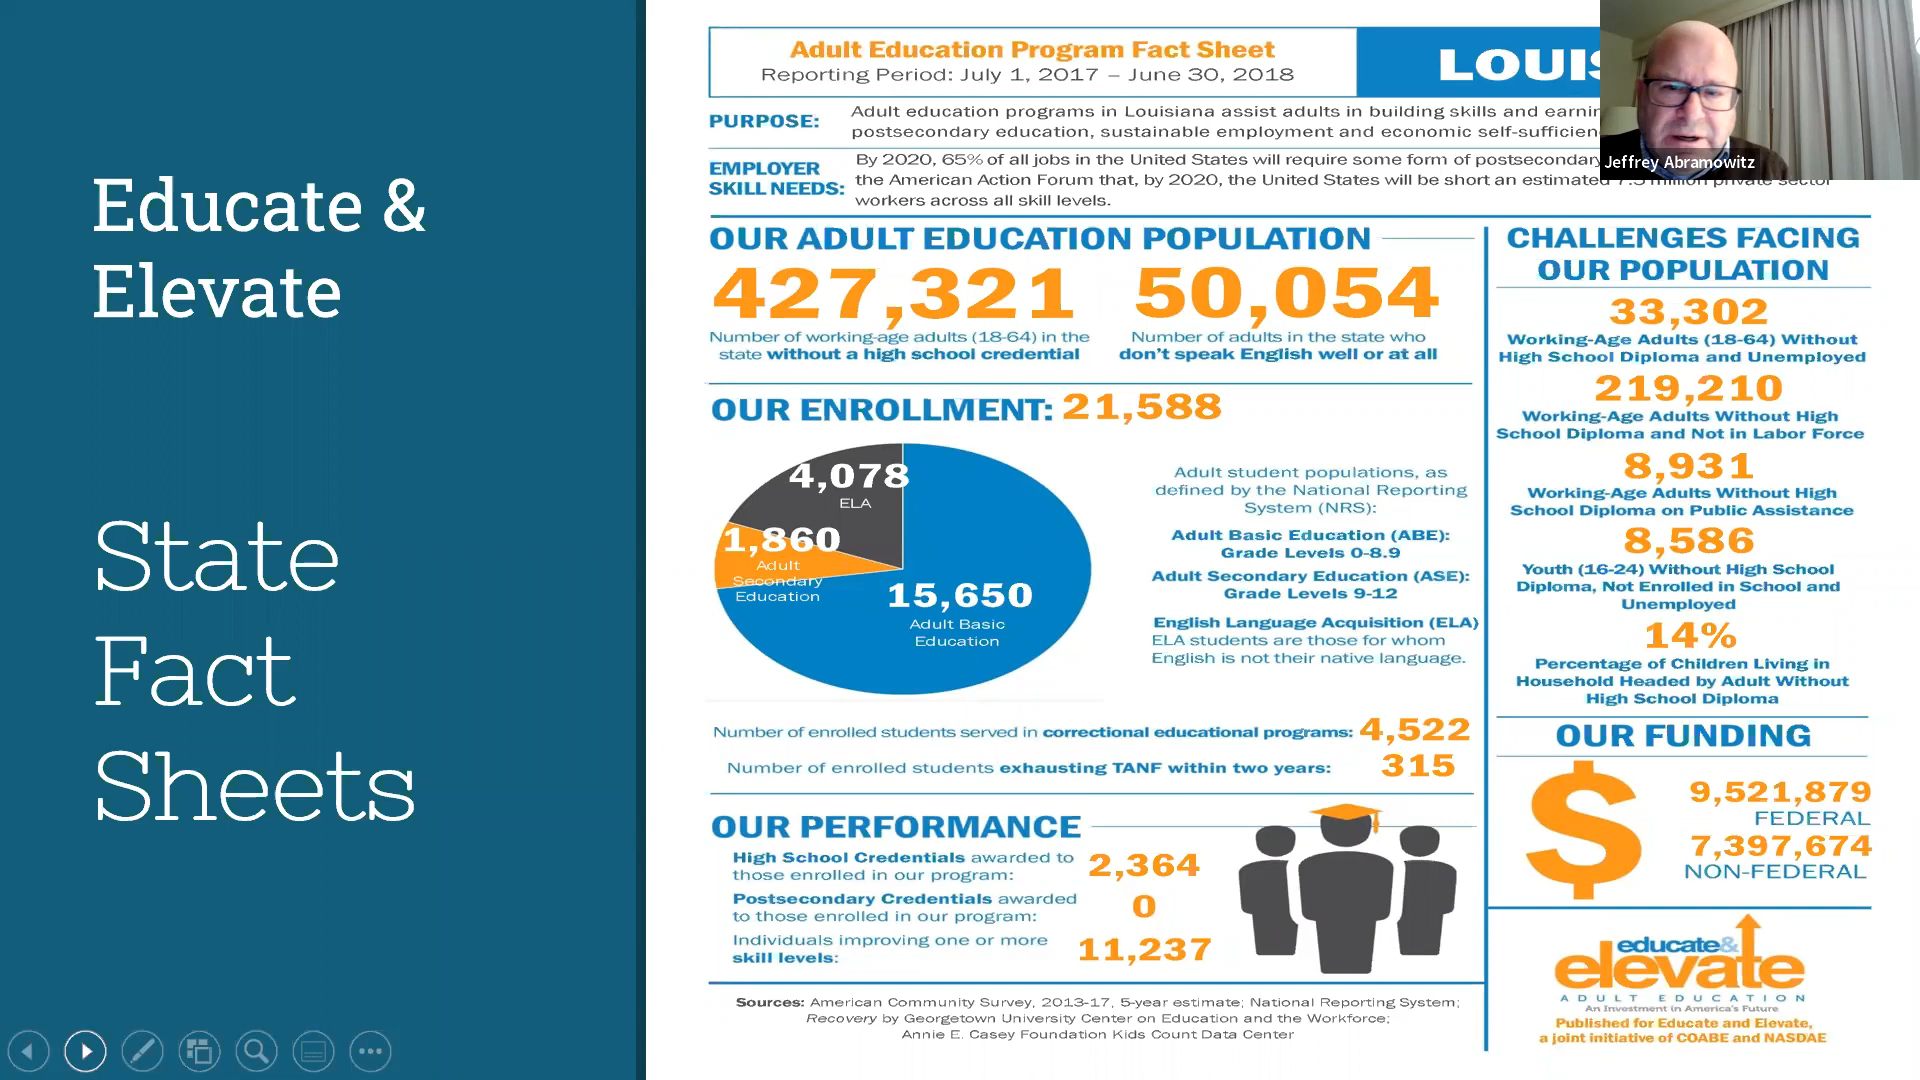 Educate &
Elevate
State
Fact
Sheets
Adult Education Program Fact Sheet
Reporting Period: July 1, 2017 – June 30, 2018
LOUIS
Jeffrey Abramowitz
PURPOSE:
Adult education programs in Louisiana assist adults in building skills and
postsecondary education, sustainable employment and economic
EMPLOYER
SKILL NEEDS:
By 2020, 65% of all jobs in the United States will require some form of postsecondary
the American Action Forum that, by 2020, the United States will be short an estimated 7.5 million private sector
workers across all skill levels.
OUR ADULT EDUCATION POPULATION
427,321
Number of working-age adults (18-64) in the
state without a high school credential
50,054
Number of adults in the state who
don't speak English well or at all
OUR ENROLLMENT: 21,588
4,078
ELA
1,860
Adult
Secondary
Education
15,650
Adult Basic
Education
Adult student populations, as
defined by the National Reporting
System (NRS):
Adult Basic Education (ABE):
Grade Levels 0-8.9
Adult Secondary Education (ASE):
Grade Levels 9-12
English Language Acquisition (ELA)
ELA students are those for whom
English is not their native language.
Number of enrolled students served in correctional educational programs: 4,522
Number of enrolled students exhausting TANF within two years: 315
OUR PERFORMANCE
High School Credentials awarded to
those enrolled in our program:
2,364
Postsecondary Credentials awarded
to those enrolled in our program:
0
Individuals improving one or more
skill levels:
11,237
Sources: American Community Survey, 2013-17, 5-year estimate; National Reporting System;
Recovery by Georgetown University Center on Education and the Workforce;
Annie E. Casey Foundation Kids Count Data Center
CHALLENGES FACING
OUR POPULATION
33,302
Working-Age Adults (18-64) Without
High School Diploma and Unemployed
219,210
Working-Age Adults Without High
School Diploma and Not in Labor Force
8,931
Working-Age Adults Without High
School Diploma on Public Assistance
8,586
Youth (16-24) Without High School
Diploma, Not Enrolled in School and
Unemployed
14%
Percentage of Children Living in
Household Headed by Adult Without
High School Diploma
OUR FUNDING
$
9,521,879
FEDERAL
7,397,674
NON-FEDERAL
educate&
elevate
ADULT EDUCATION
An Investment in America's Future
Published for Educate and Elevate,
a joint initiative of COABE and NASDAE